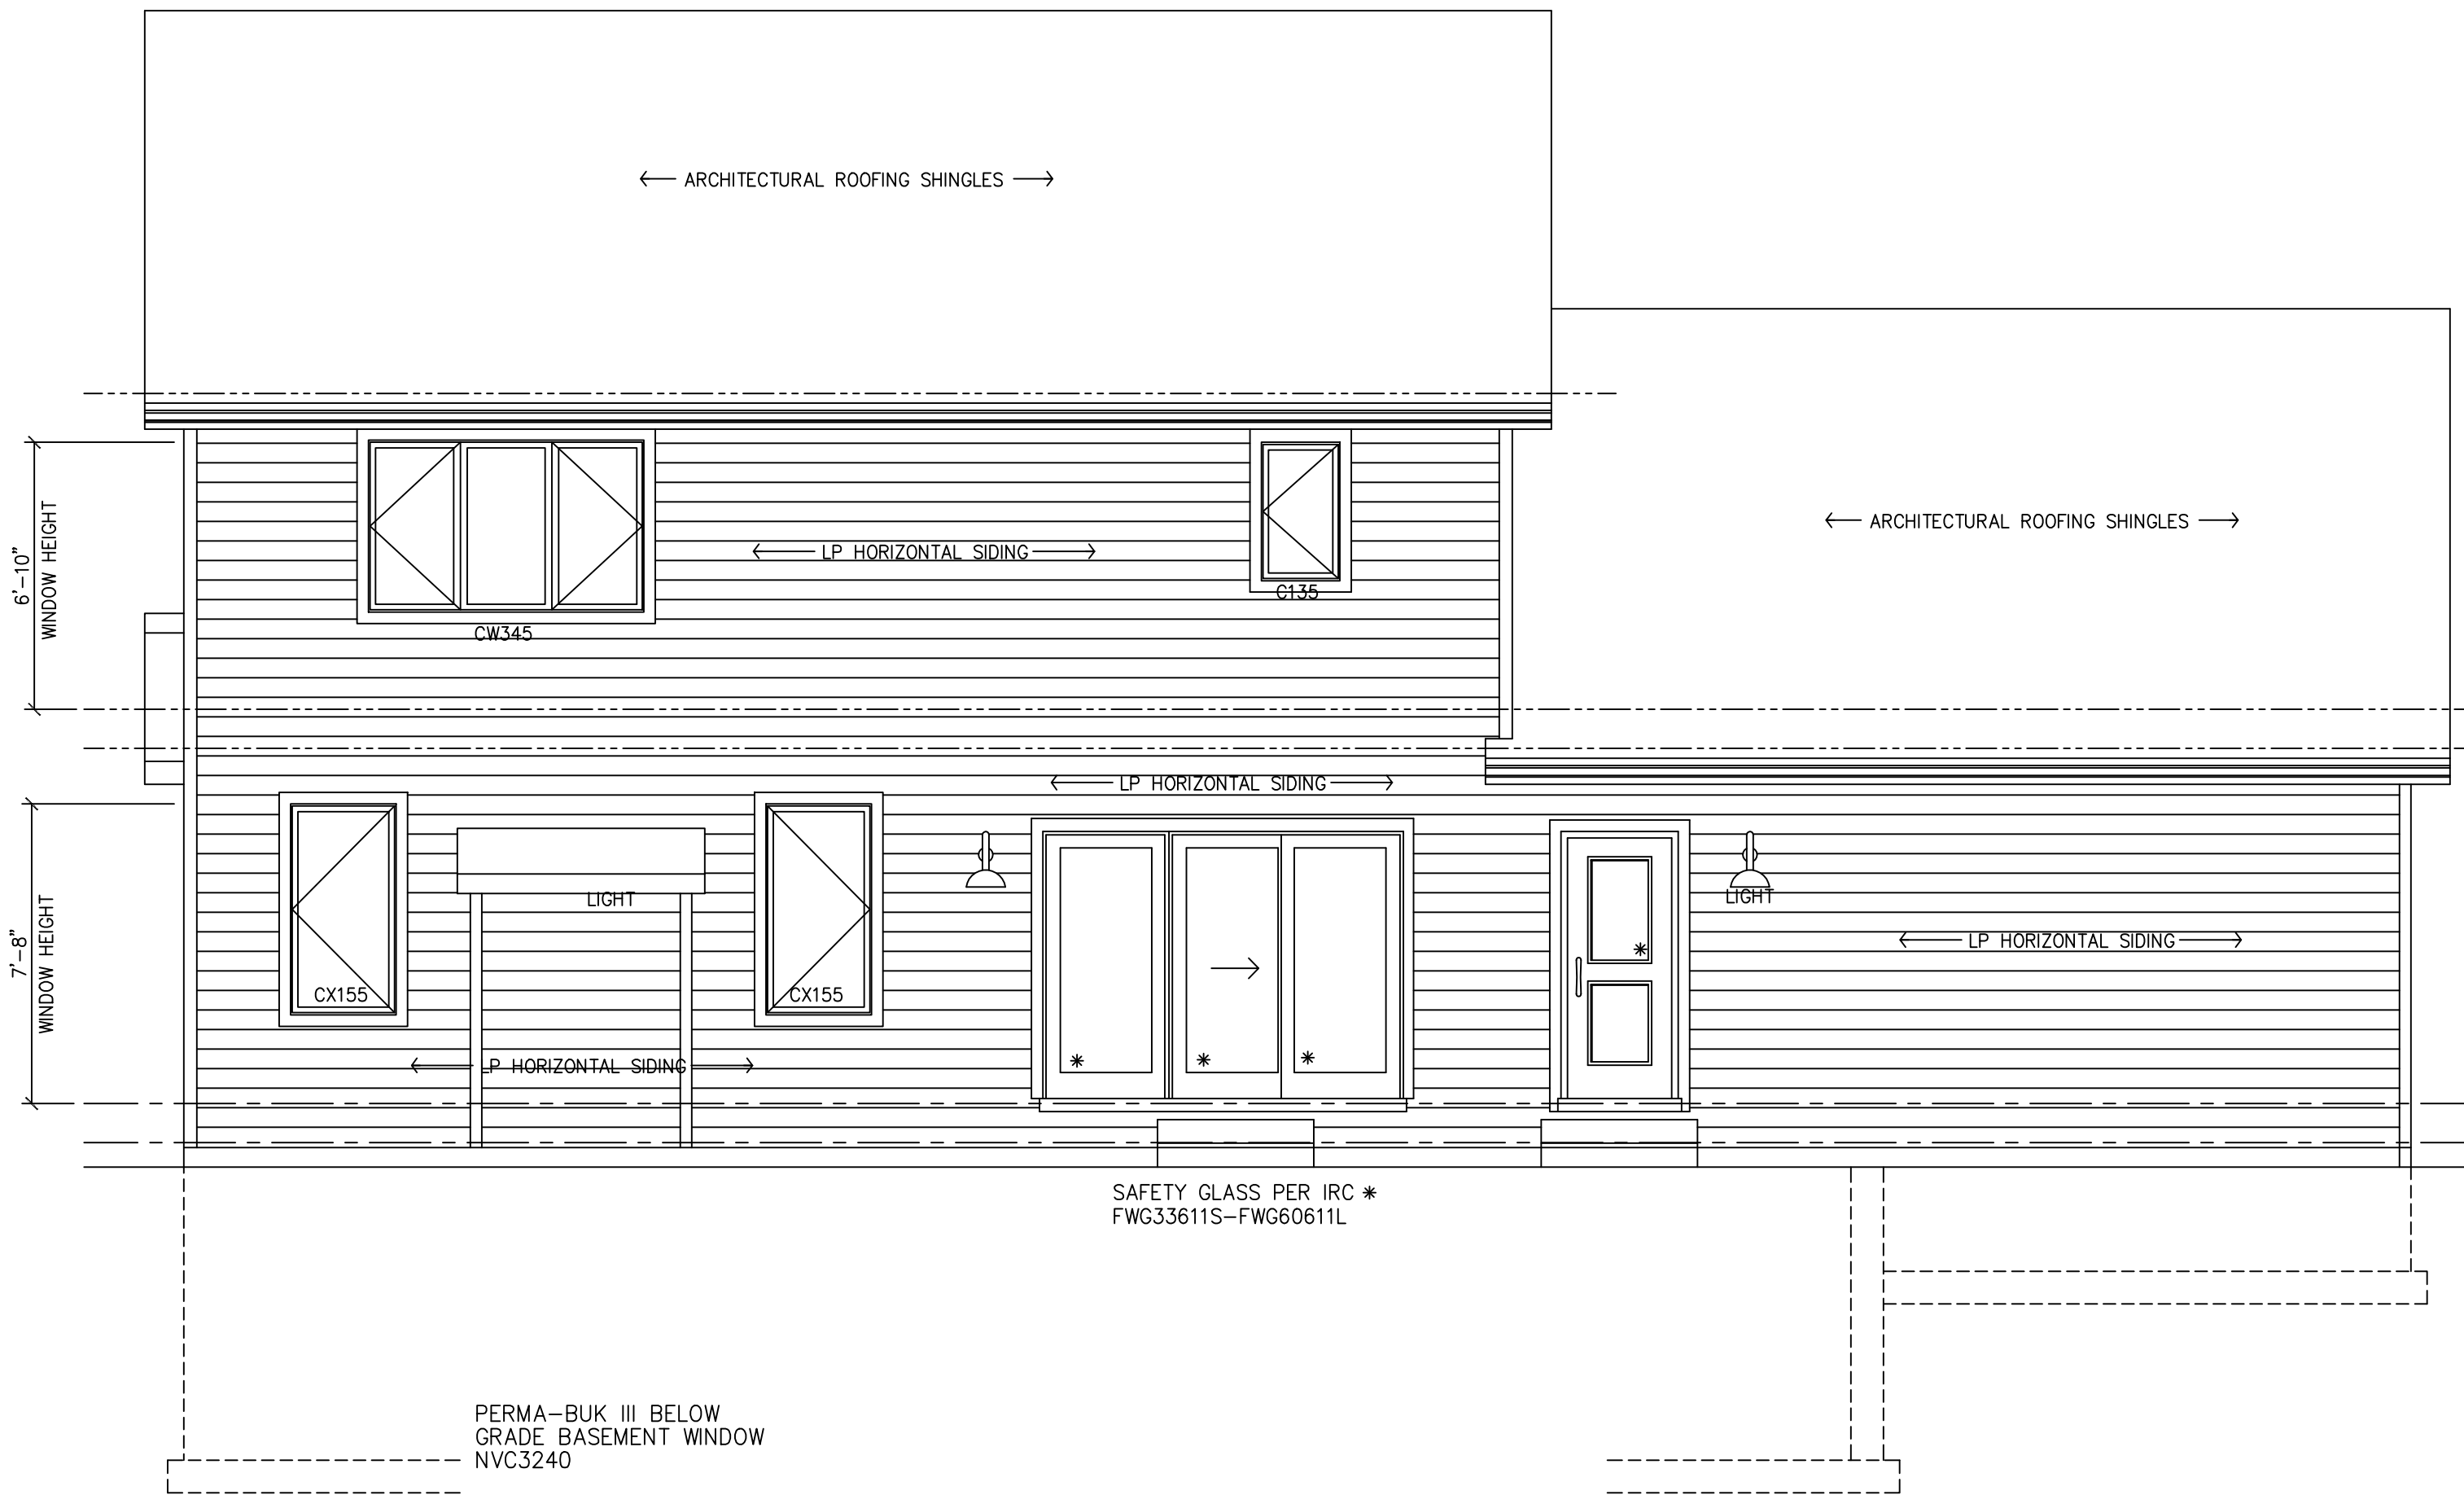 ARCHITECTURAL ROOFING SHINGLES
ARCHITECTURAL ROOFING SHINGLES
6'-10"
WINDOW HEIGHT
LP HORIZONTAL SIDING
C135
CW345
LP HORIZONTAL SIDING
7'-8"
WINDOW HEIGHT
LIGHT
LIGHT
LP HORIZONTAL SIDING
CX155
CX155
*
LP HORIZONTAL SIDING
*
*
*
SAFETY GLASS PER IRC *
FWG33611S-FWG60611L
PERMA-BUK III BELOW
GRADE BASEMENT WINDOW
NVC3240